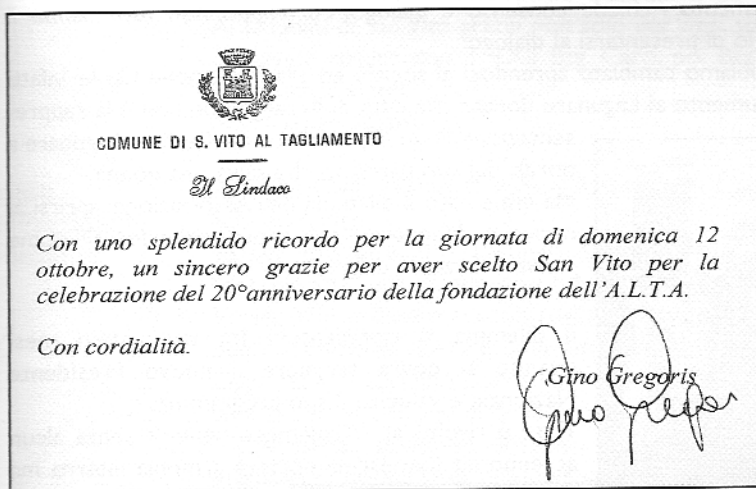 COMUNE DI S. VITO AL TAGLIAMENTO
Il Sindaco
Con uno splendido ricordo per la giornata di domenica 12
ottobre, un sincero grazie per aver scelto San Vito per la
celebrazione del 20°anniversario della fondazione dell'A.L.T.A.
Con cordialità.
Gino Gregoris